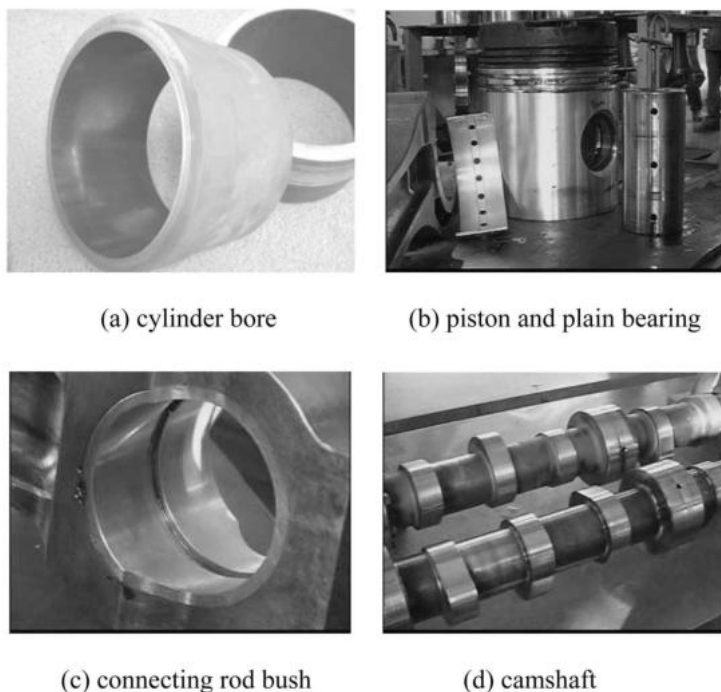 (a) cylinder bore
(b) piston and plain bearing
(c) connecting rod bush
(d) camshaft